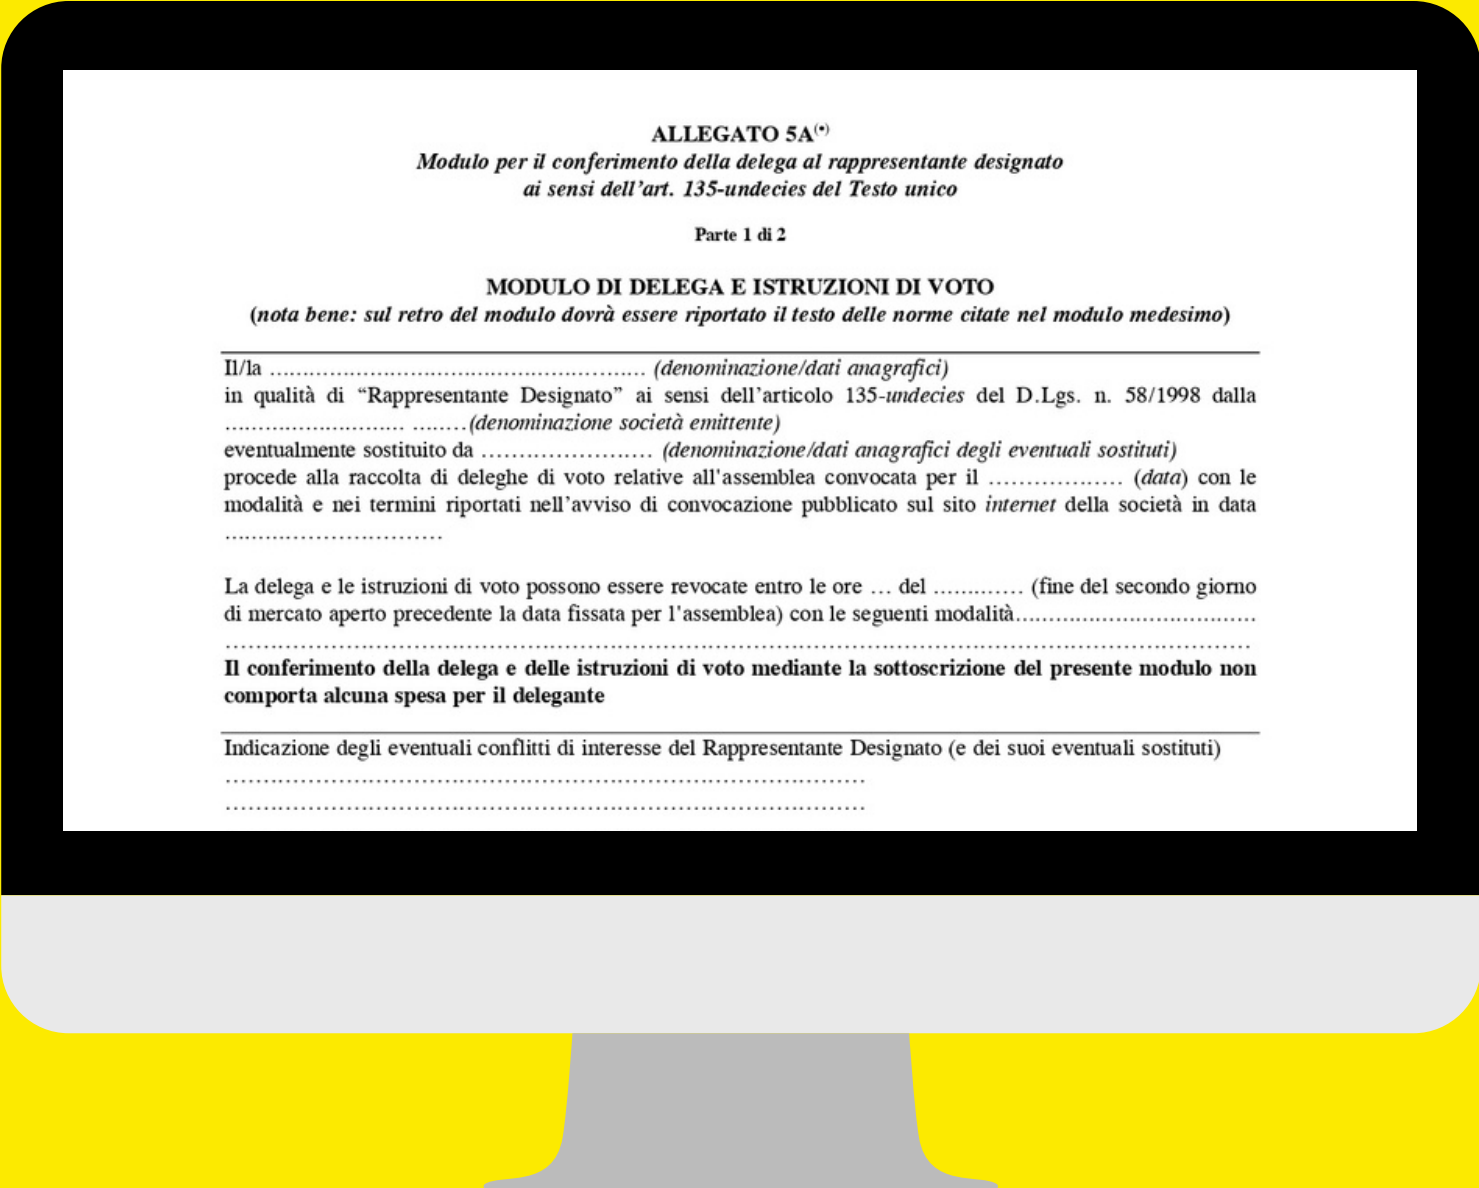 ALLEGATO 5A(•)
Modulo per il conferimento della delega al rappresentante designato
ai sensi dell’art. 135-undecies del Testo unico
Parte 1 di 2
MODULO DI DELEGA E ISTRUZIONI DI VOTO
(nota bene: sul retro del modulo dovrà essere riportato il testo delle norme citate nel modulo medesimo)
Il/la ………………………………………………… (denominazione/dati anagrafici)
in qualità di “Rappresentante Designato” ai sensi dell’articolo 135-undecies del D.Lgs. n. 58/1998 dalla
……………………… ……..(denominazione società emittente)
eventualmente sostituito da …………………….. (denominazione/dati anagrafici degli eventuali sostituti)
procede alla raccolta di deleghe di voto relative all'assemblea convocata per il ……………….. (data) con le
modalità e nei termini riportati nell’avviso di convocazione pubblicato sul sito internet della società in data
……………………………
La delega e le istruzioni di voto possono essere revocate entro le ore … del …………. (fine del secondo giorno
di mercato aperto precedente la data fissata per l'assemblea) con le seguenti modalità………………………………
…………………………………………………………………………………………………………………………………………
Il conferimento della delega e delle istruzioni di voto mediante la sottoscrizione del presente modulo non
comporta alcuna spesa per il delegante
Indicazione degli eventuali conflitti di interesse del Rappresentante Designato (e dei suoi eventuali sostituti)
……………………………………………………………………………………
……………………………………………………………………………………